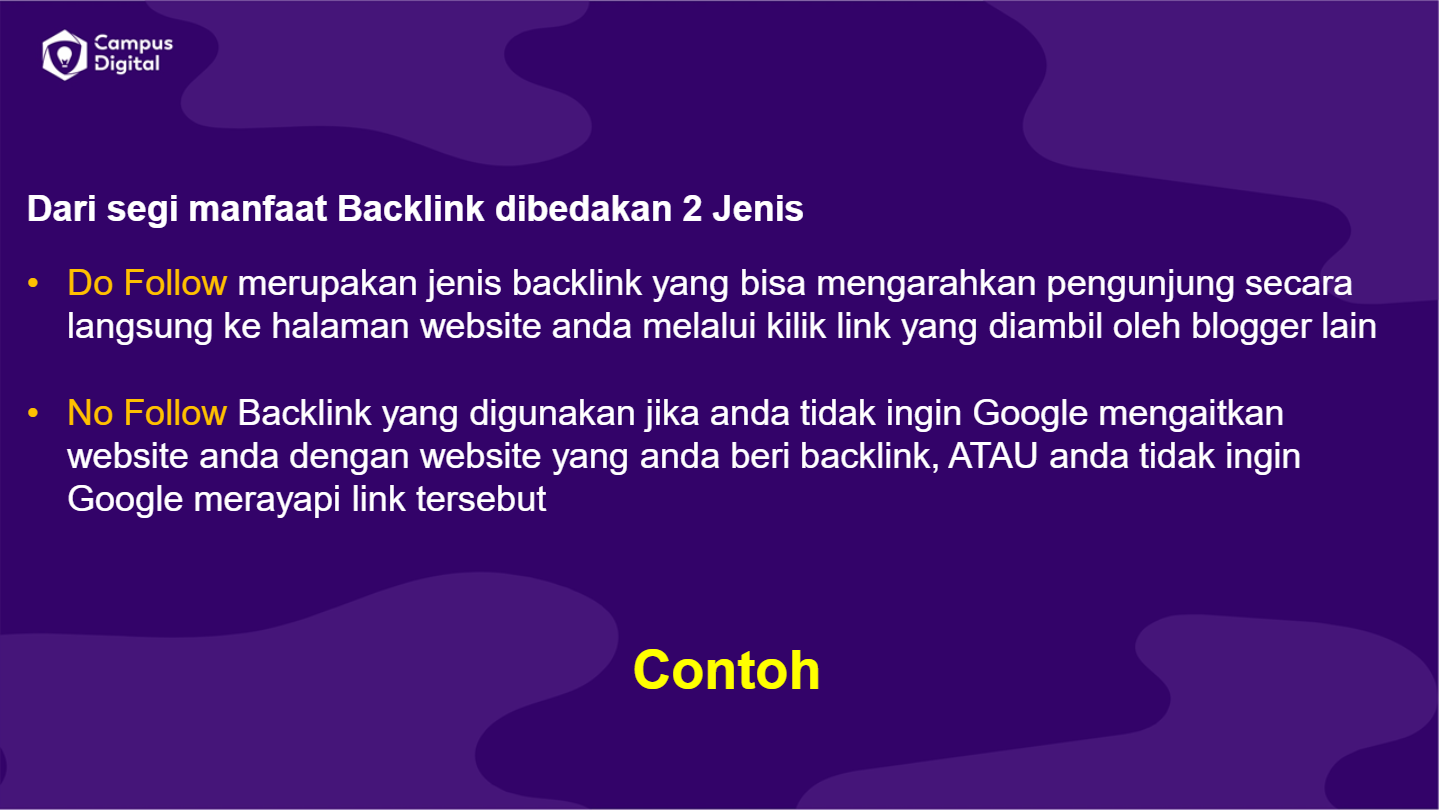 Campus
Digital
Dari segi manfaat Backlink dibedakan 2 Jenis
• Do Follow merupakan jenis backlink yang bisa mengarahkan pengunjung secara
langsung ke halaman website anda melalui kilik link yang diambil oleh blogger lain
• No Follow Backlink yang digunakan jika anda tidak ingin Google mengaitkan
website anda dengan website yang anda beri backlink, ATAU anda tidak ingin
Google merayapi link tersebut
Contoh